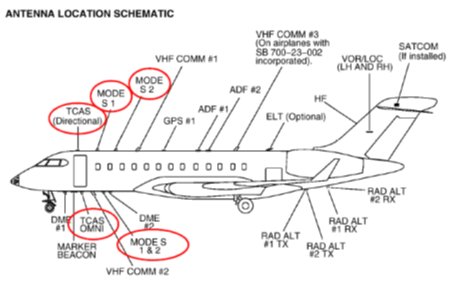 ANTENNA LOCATION SCHEMATIC
VHF COMM #3
(On airplanes with
SB 700-23-002
incorporated).
SATCOM
(If installed)
VOR/LOC
(LH AND RH)
MODE
S 2
VHF COMM #1
MODE
S 1
ADF #2
HF
TCAS
(Directional)
ADF #1
GPS #1
ELT (Optional)
RAD ALT
#2 RX
DME
#1
TCAS
OMNI
DME
#2
RAD ALT
#1 RX
RAD ALT
#1 TX
RAD ALT
#2 TX
MARKER
BEACON
MODE S
1 & 2
VHF COMM #2